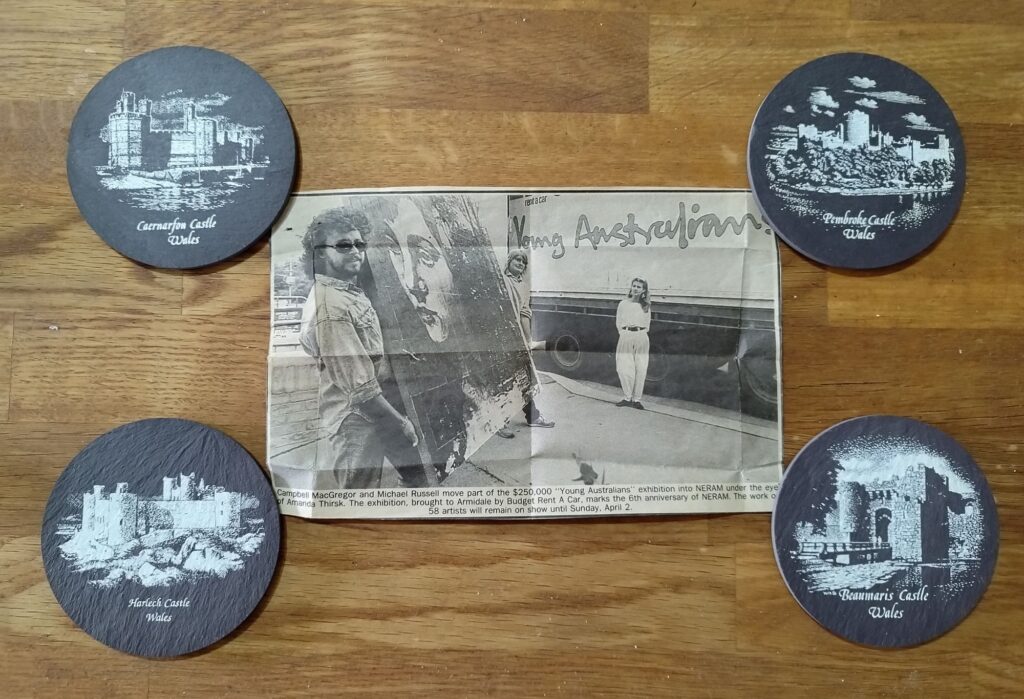 Caernarfon Castle
Wales
Pembroke Castle
Wales
rent a car
Young Australians
Campbell MacGregor and Michael Russell move part of the $250,000 "Young Australians" exhibition into NERAM under the eye
of Amanda Thirsk. The exhibition, brought to Armidale by Budget Rent A Car, marks the 6th anniversary of NERAM. The work o
58 artists will remain on show until Sunday, April 2.
Harlech Castle
Wales
Beaumaris Castle
Wales